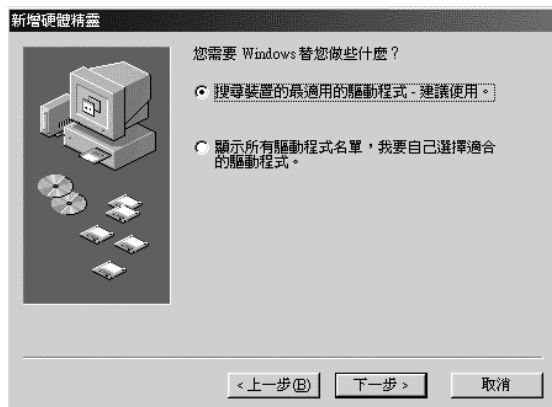 新增硬體精靈
您需要 Windows 替您做些什麼？
搜尋裝置的最適用的驅動程式 - 建議使用。
顯示所有驅動程式名單，我要自己選擇適合
的驅動程式。
<上一步(B)
下一步 >
取消